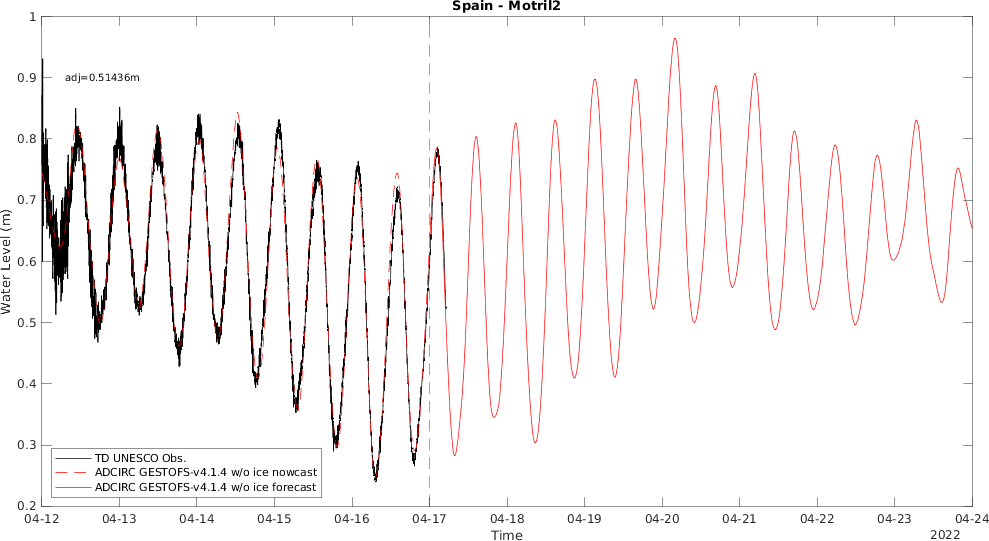 Spain - Motril2
adj=0.51436m
1
0.9
0.8
0.7
0.6
0.5
0.4
0.3
0.2
Water Level (m)
TD UNESCO Obs.
ADCIRC GESTOFS-v4.1.4 w/o ice nowcast
ADCIRC GESTOFS-v4.1.4 w/o ice forecast
04-12 04-13 04-14 04-15 04-16 04-17 04-18 04-19 04-20 04-21 04-22 04-23 04-24
Time
2022